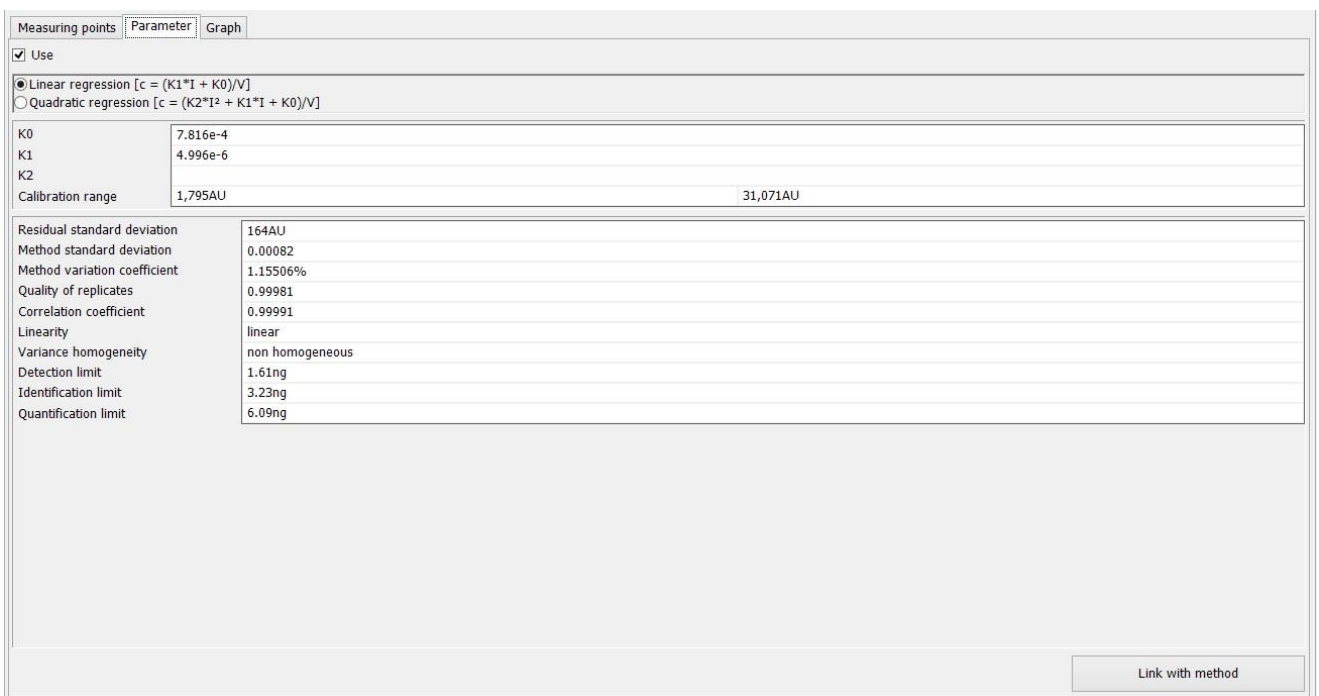 Measuring points Parameter Graph
Use
Linear regression [c = (K1*I + K0)/V]
Quadratic regression [c = (K2*I² + K1*I + K0)/V]
K0 7.816e-4
K1 4.996e-6
K2
Calibration range 1,795AU 31,071AU
Residual standard deviation 164AU
Method standard deviation 0.00082
Method variation coefficient 1.15506%
Quality of replicates 0.99981
Correlation coefficient 0.99991
Linearity linear
Variance homogeneity non homogeneous
Detection limit 1.61ng
Identification limit 3.23ng
Quantification limit 6.09ng
Link with method